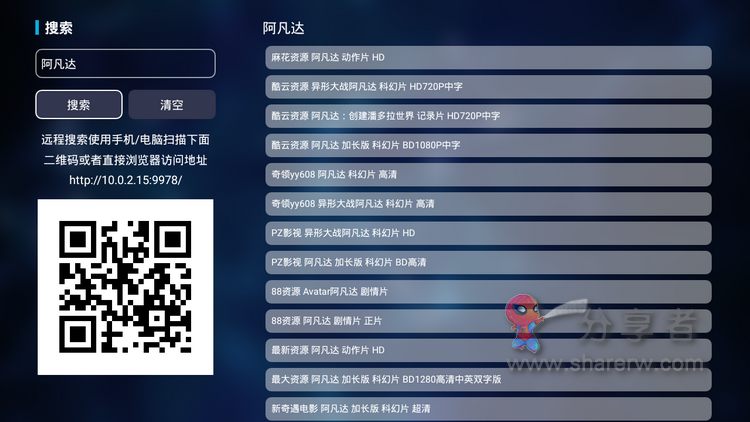 搜索
阿凡达
搜索
清空
远程搜索使用手机/电脑扫描下面
二维码或者直接浏览器访问地址
http://10.0.2.15:9978/
阿凡达
麻花资源 阿凡达 动作片 HD
酷云资源 异形大战阿凡达 科幻片 HD720P中字
酷云资源 阿凡达：创建潘多拉世界 记录片 HD720P中字
酷云资源 阿凡达 加长版 科幻片 BD1080P中字
奇领yy608 阿凡达 科幻片 高清
奇领yy608 异形大战阿凡达 科幻片 高清
PZ影视 异形大战阿凡达 科幻片 HD
PZ影视 阿凡达 加长版 科幻片 BD高清
88资源 Avatar阿凡达 剧情片
88资源 阿凡达 剧情片 正片
最新资源 阿凡达 动作片 HD
最大资源 阿凡达 加长版 科幻片 BD1280高清中英双字版
新奇遇电影 阿凡达 加长版 科幻片 超清
分享者
www.sharerw.com